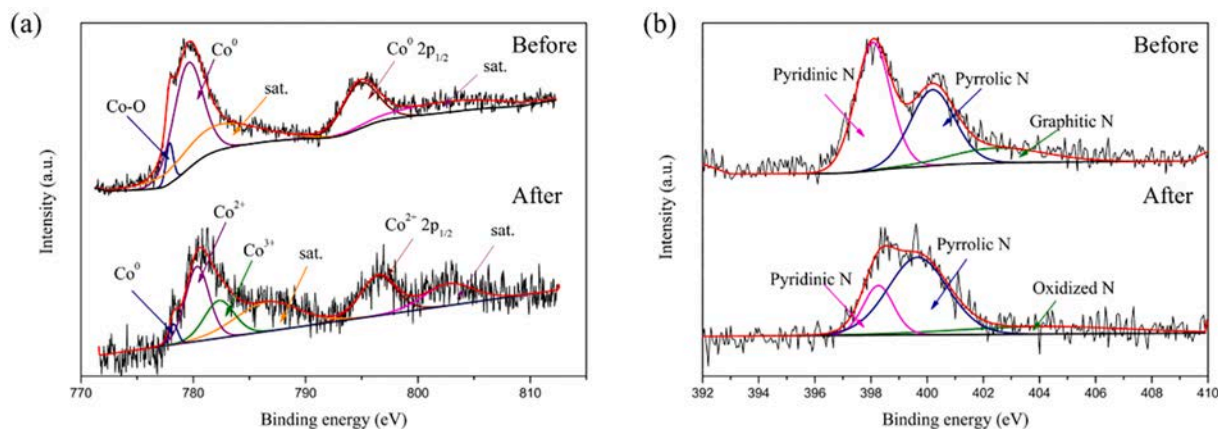 (a)
Before
Co⁰
Co⁰ 2p₁/₂
sat.
sat.
Co-O
After
Co²⁺
Co³⁺
sat.
Co²⁺ 2p₁/₂
sat.
Co⁰
Intensity (a.u.)
770 780 790 800 810
Binding energy (eV)
(b)
Before
Pyridinic N
Pyrrolic N
Graphitic N
After
Pyrrolic N
Pyridinic N
Oxidized N
Intensity (a.u.)
392 394 396 398 400 402 404 406 408 410
Binding energy (eV)